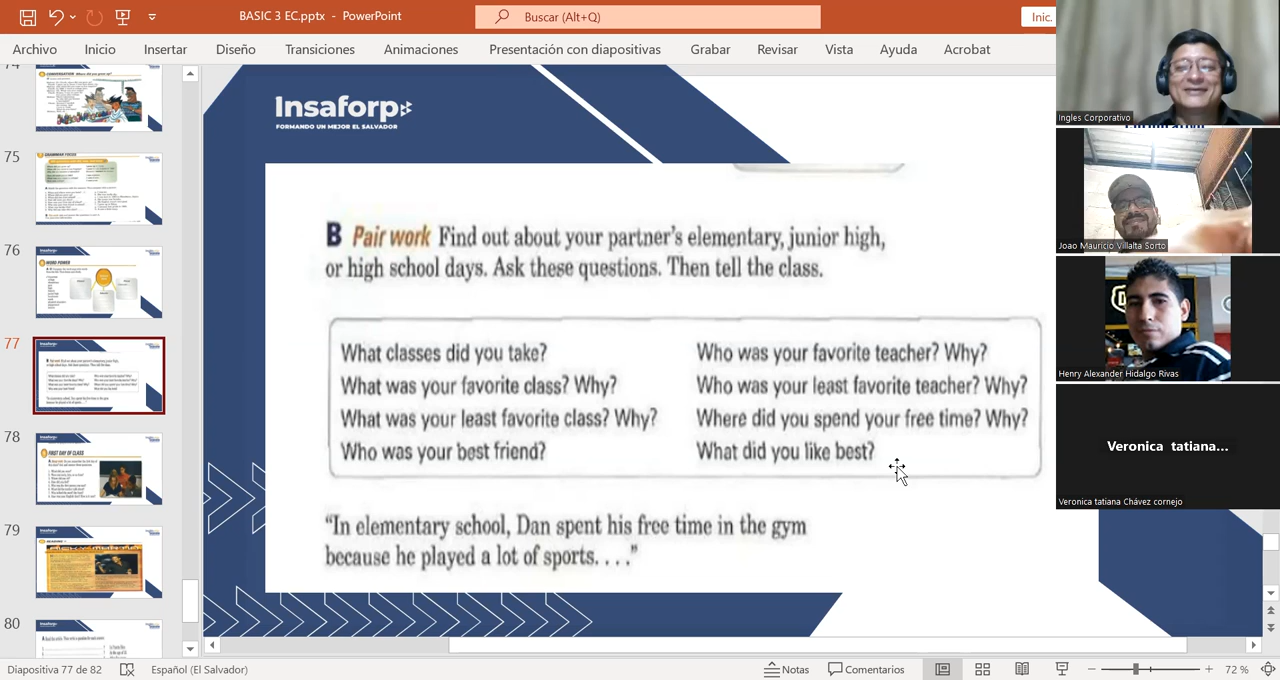 BASIC 3 EC.pptx - PowerPoint
Buscar (Alt+Q)
Inic.
Archivo Inicio Insertar Diseño Transiciones Animaciones Presentación con diapositivas Grabar Revisar Vista Ayuda Acrobat
74
75
76
77
78
FIRST DAY OF CLASS
79
80
Insaforp
FORMANDO UN MEJOR EL SALVADOR
B Pair work Find out about your partner's elementary, junior high,
or high school days. Ask these questions. Then tell the class.
What classes did you take?
What was your favorite class? Why?
What was your least favorite class? Why?
Who was your best friend?
Who was your favorite teacher? Why?
Who was your least favorite teacher? Why?
Where did you spend your free time? Why?
What did you like best?
"In elementary school, Dan spent his free time in the gym
because he played a lot of sports. . . ."
Ingles Corporativo
Joao Mauricio Villalta Sorto
Henry Alexander Hidalgo Rivas
Veronica tatiana...
Veronica tatiana Chávez cornejo
Diapositiva 77 de 82
Español (El Salvador)
Notas
Comentarios
72 %